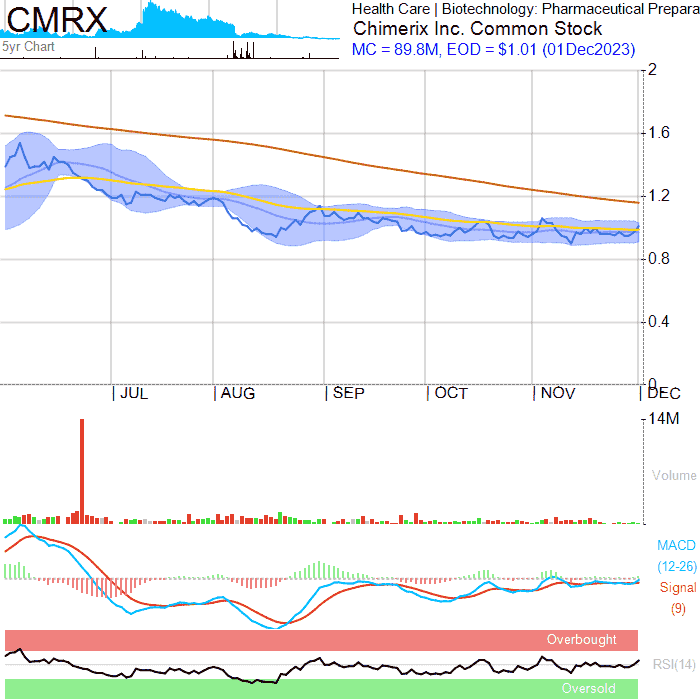 CMRX
Health Care | Biotechnology: Pharmaceutical Prepara
Chimerix Inc. Common Stock
5yr Chart
MC = 89.8M, EOD = $1.01 (01Dec2023)
2
1.6
1.2
0.8
0.4
0
JUL
AUG
SEP
OCT
NOV
DEC
14M
Volume
MACD
(12-26)
Signal
(9)
Overbought
RSI(14)
Oversold